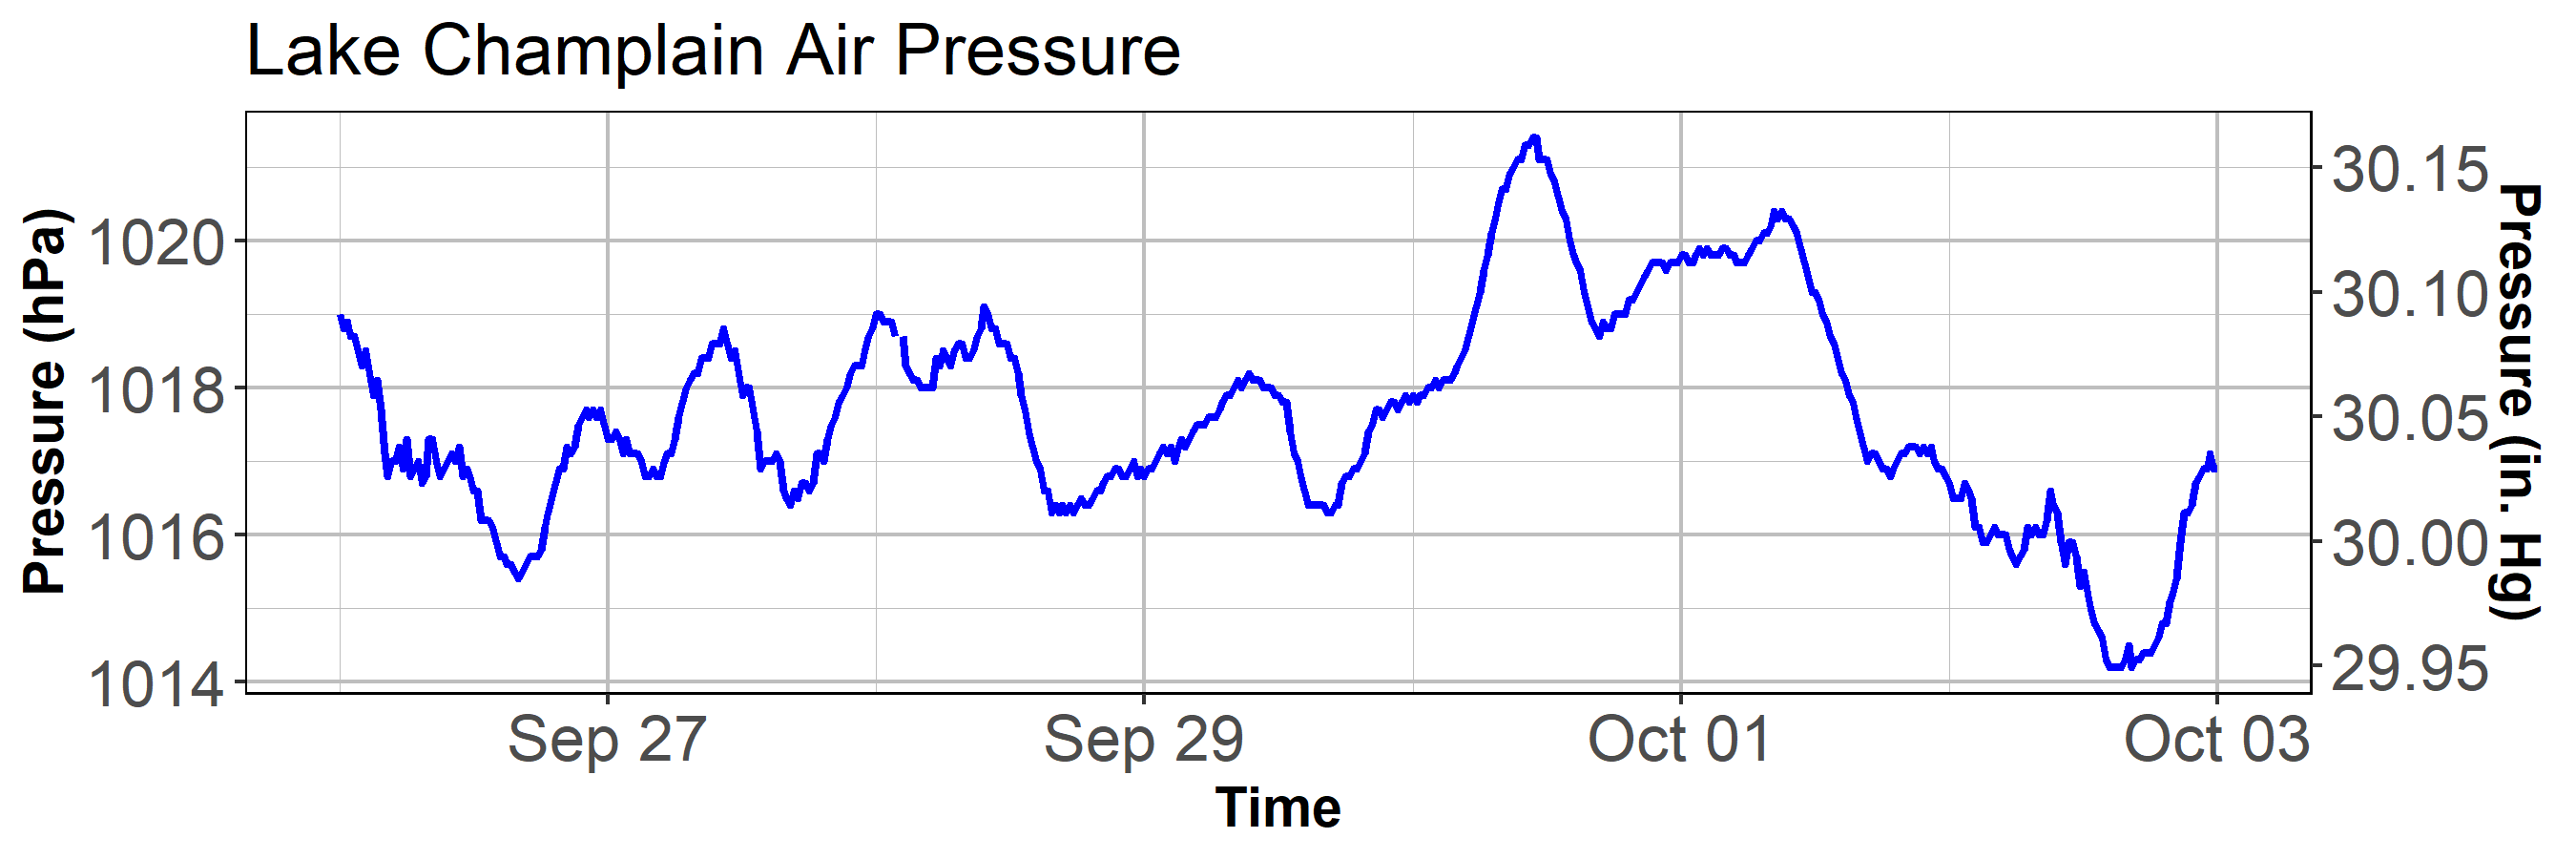 Lake Champlain Air Pressure
Pressure (hPa)
1020
1018
1016
1014
30.15
30.10
30.05
30.00
29.95
Pressure (in. Hg)
Sep 27 Sep 29 Oct 01 Oct 03
Time